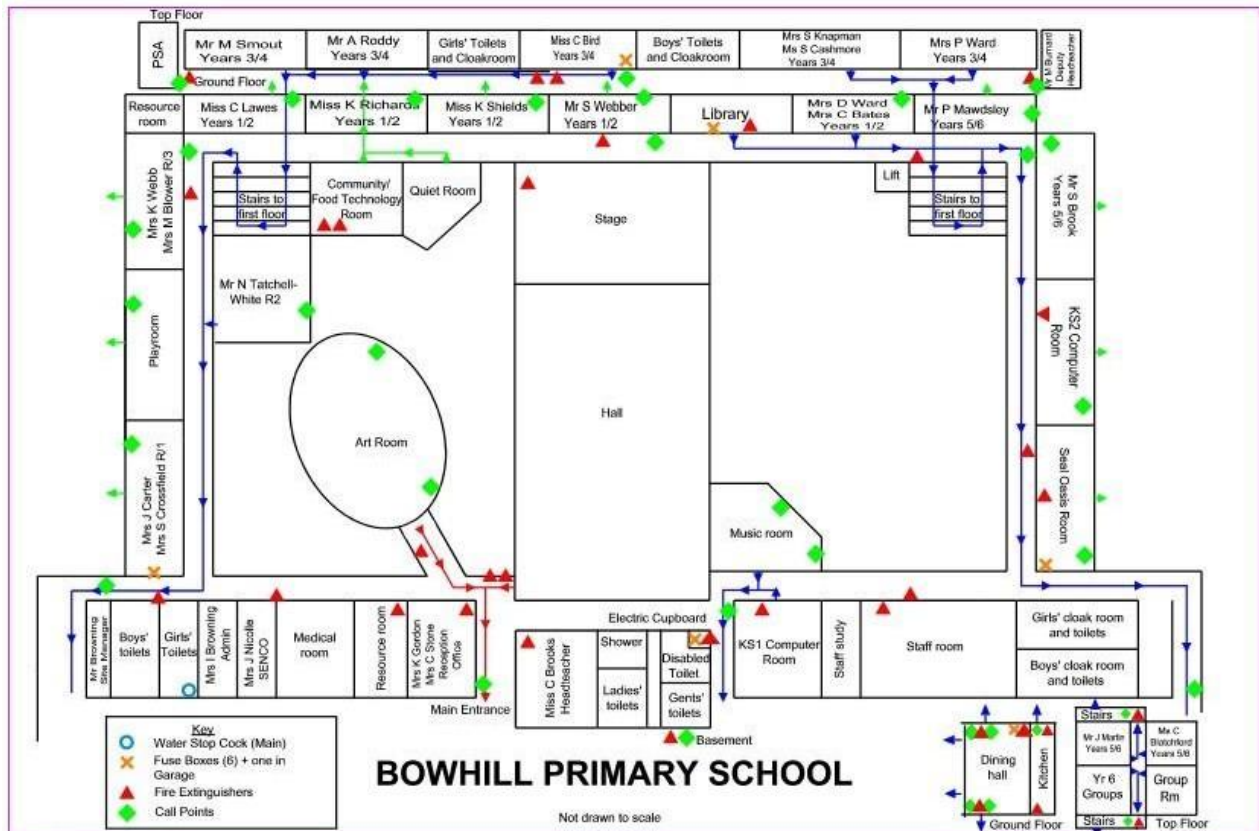 Top Floor
PSA
Mr M Smout
Years 3/4
Mr A Roddy
Years 3/4
Girls' Toilets
and Cloakroom
Miss C Bird
Years 3/4
Boys' Toilets
and Cloakroom
Mrs S Knapman
Ms S Cashmore
Years 3/4
Mrs P Ward
Years 3/4
Mr M Burnard
Deputy
Headteacher
Ground Floor
Resource
room
Miss C Lawes
Years 1/2
Miss K Richards
Years 1/2
Miss K Shields
Years 1/2
Mr S Webber
Years 1/2
Library
Mrs D Ward
Mrs C Bates
Years 1/2
Mr P Mawdsley
Years 5/6
Mrs K Webb
Mrs M Blower R/3
Stairs to
first floor
Community/
Food Technology
Room
Quiet Room
Stage
Lift
Stairs to
first floor
Mr S Brook
Years 5/6
Mr N Tatchell-
White R2
Playroom
KS2 Computer
Room
Art Room
Hall
Mrs J Carter
Mrs S Crossfield R/1
Music room
Seal Oasis Room
Mr Browning
Site Manager
Boys'
toilets
Girls'
Toilets
Mrs I Browning
Admin
Mrs J Nicolle
SENCO
Medical
room
Resource room
Mrs K Gordon
Mrs C Stone
Reception
Office
Main Entrance
Electric Cupboard
Miss C Brooks
Headteacher
Shower
Ladies'
toilets
Disabled
Toilet
Gents'
toilets
Basement
KS1 Computer
Room
Staff study
Staff room
Girls' cloak room
and toilets
Boys' cloak room
and toilets
Key
Water Stop Cock (Main)
Fuse Boxes (6) + one in
Garage
Fire Extinguishers
Call Points
BOWHILL PRIMARY SCHOOL
Not drawn to scale
Dining
hall
Kitchen
Ground Floor
Stairs
Mr J Martin
Years 5/6
Ms C
Blatchford
Years 5/6
Yr 6
Groups
Group
Rm
Stairs
Top Floor